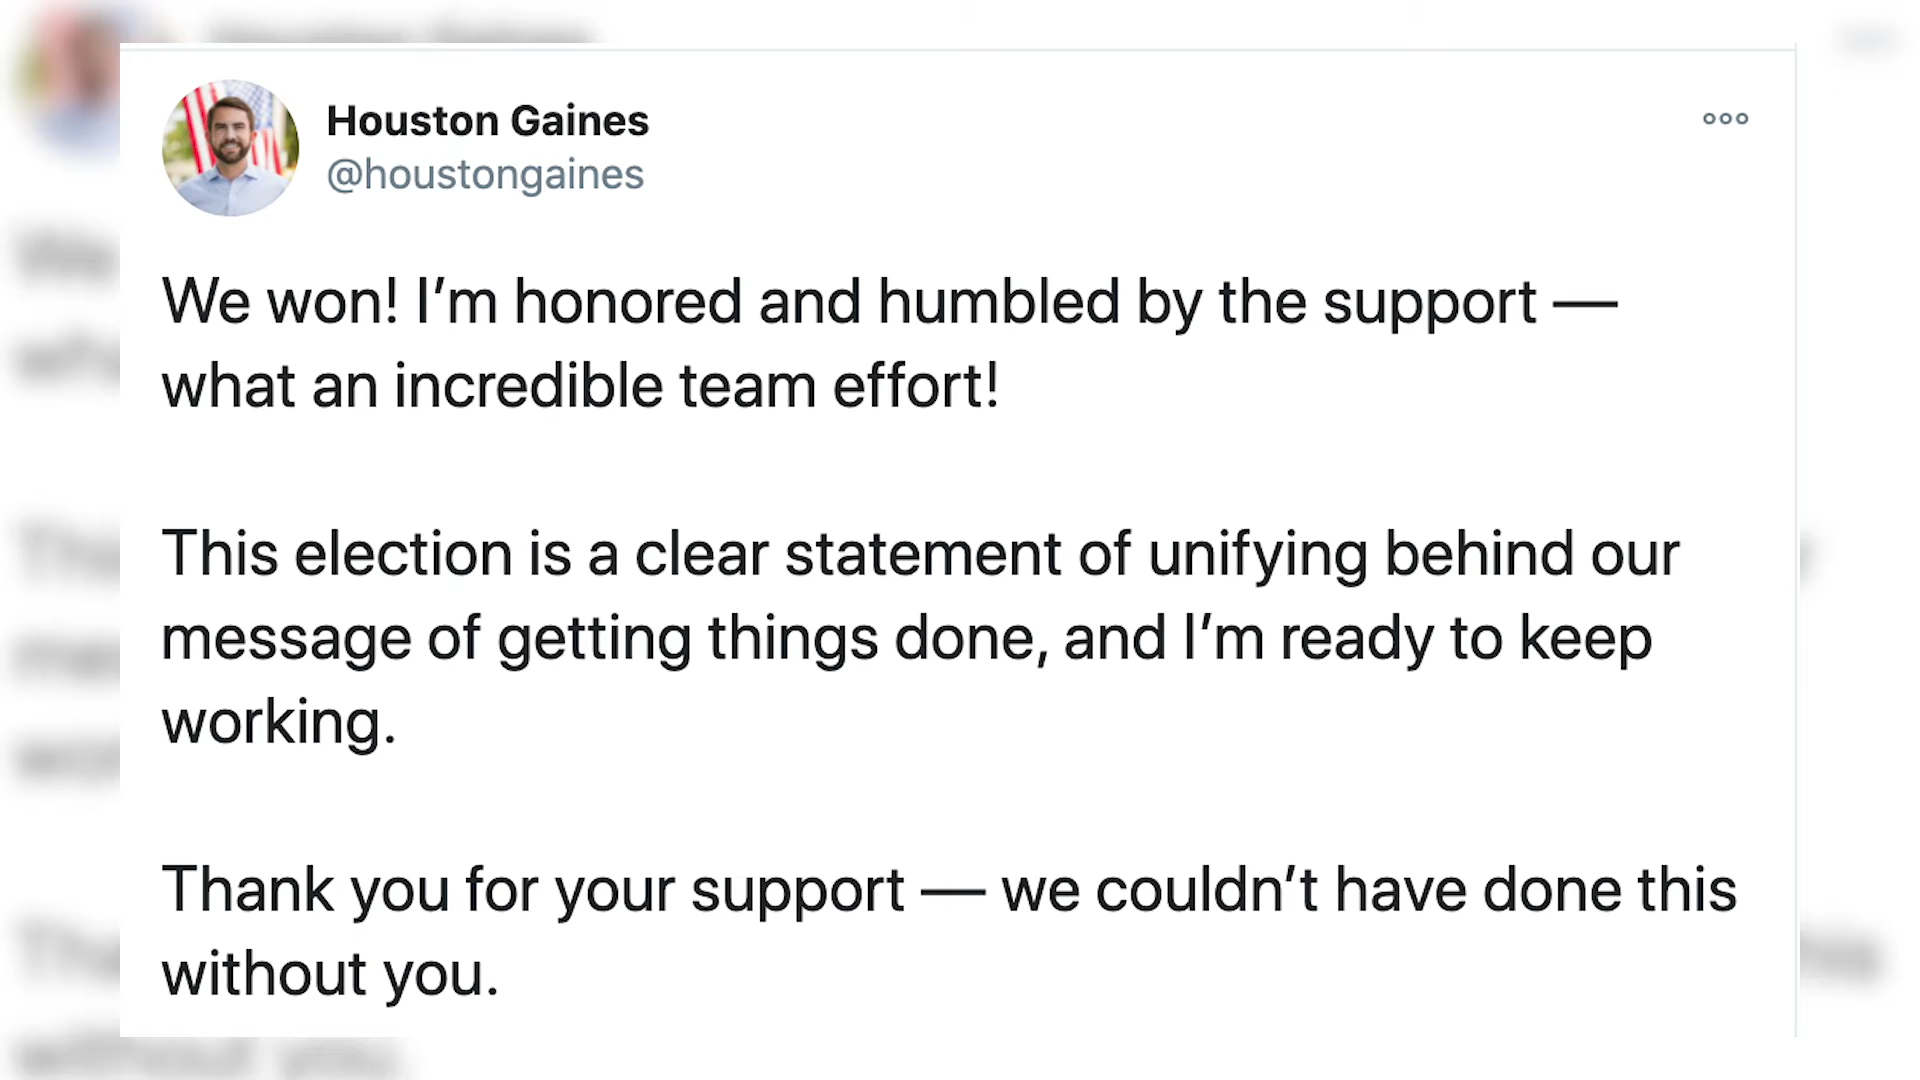 Houston Gaines
@houstongaines
We won! I’m honored and humbled by the support —
what an incredible team effort!
This election is a clear statement of unifying behind our
message of getting things done, and I’m ready to keep
working.
Thank you for your support — we couldn’t have done this
without you.